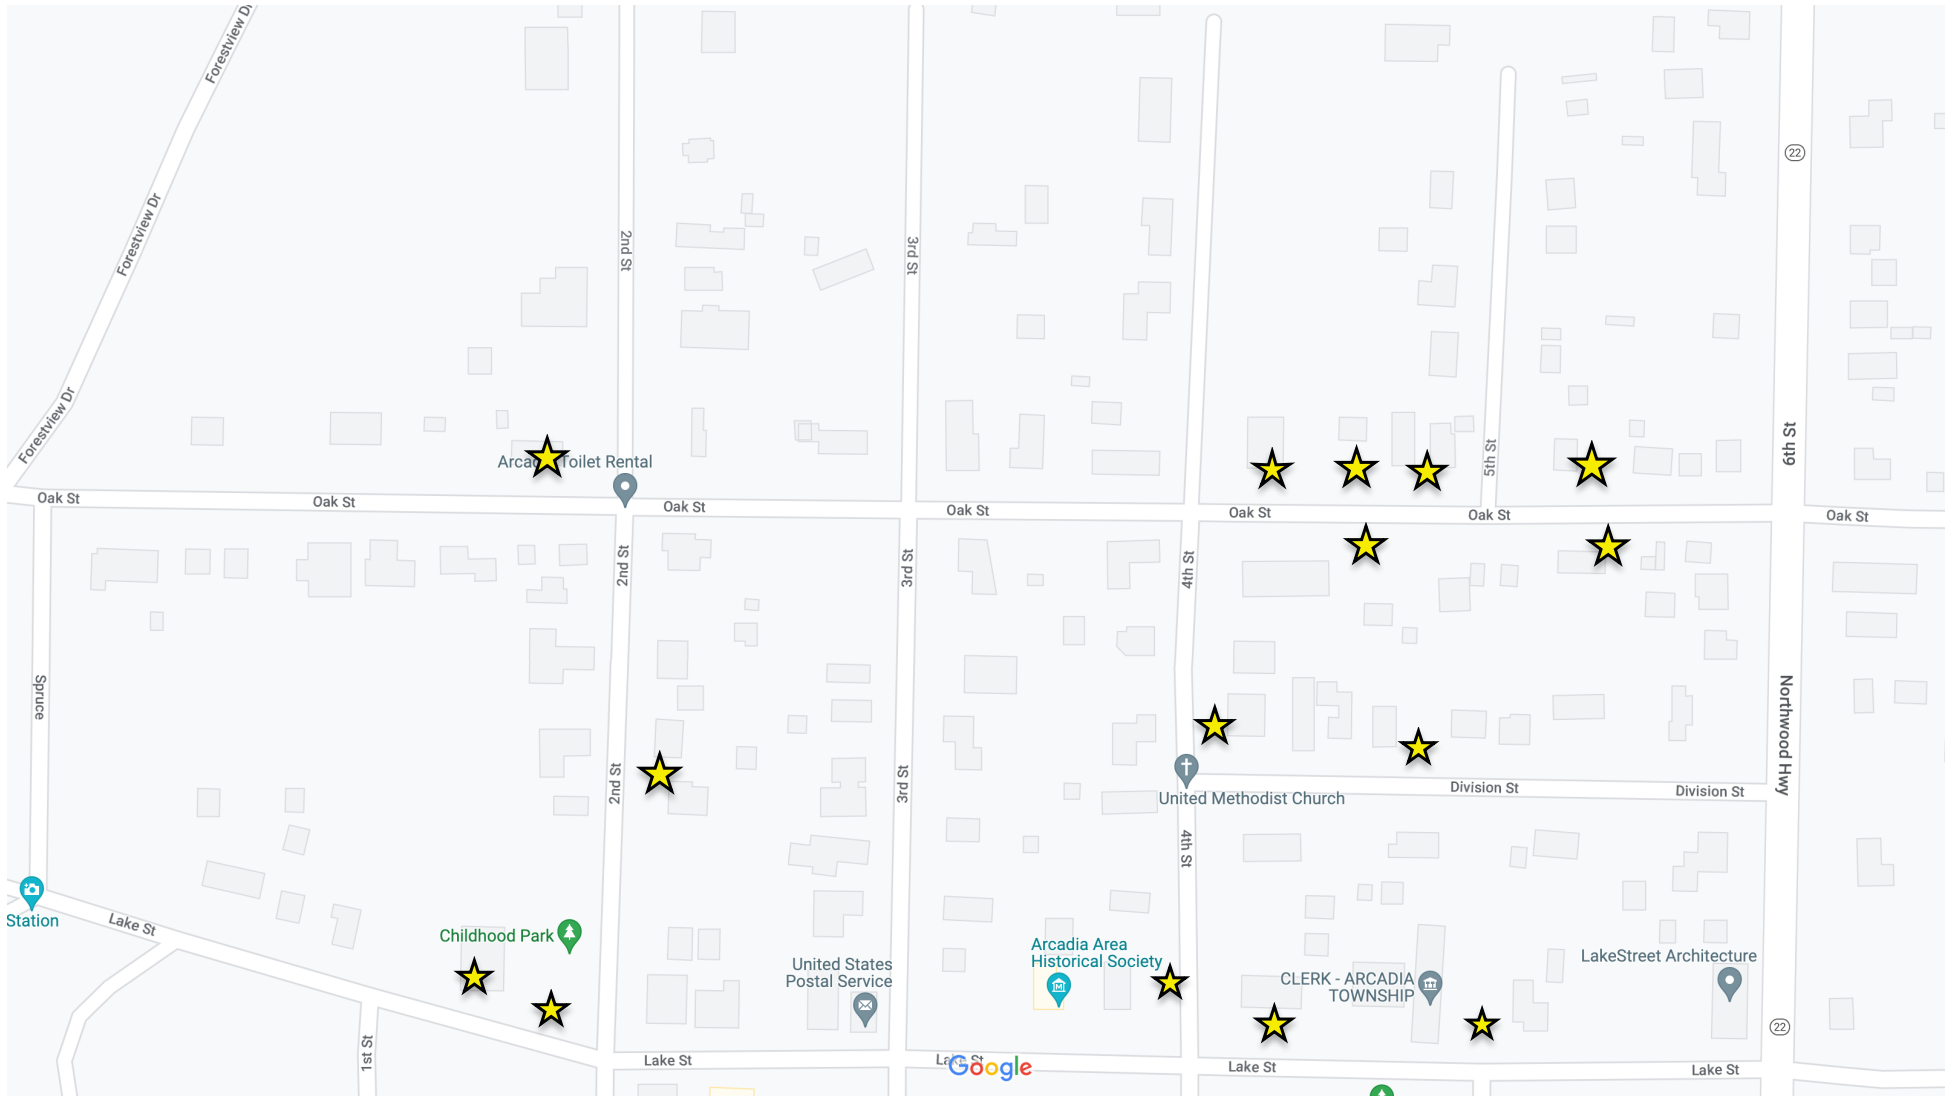 Forestview Dr
22
Forestview Dr
2nd St
3rd St
Forestview Dr
6th St
5th St
Arcadia Toilet Rental
Oak St
Oak St
Oak St
Oak St
Oak St
Oak St
Oak St
2nd St
3rd St
4th St
Spruce
Northwood Hwy
2nd St
3rd St
Division St
Division St
United Methodist Church
4th St
Station
Lake St
Childhood Park
United States
Postal Service
Arcadia Area
Historical Society
CLERK - ARCADIA
TOWNSHIP
LakeStreet Architecture
22
1st St
Lake St
Lake St
Google
Lake St
Lake St